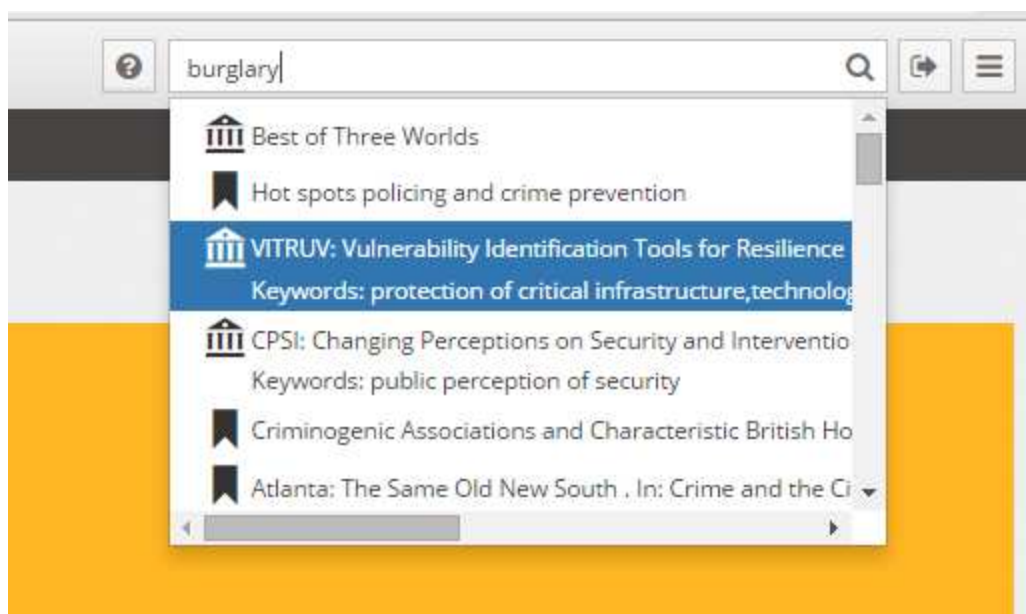 burglary
Best of Three Worlds
Hot spots policing and crime prevention
VITRUV: Vulnerability Identification Tools for Resilience
Keywords: protection of critical infrastructure,technolog
CPSI: Changing Perceptions on Security and Interventio
Keywords: public perception of security
Criminogenic Associations and Characteristic British Ho
Atlanta: The Same Old New South . In: Crime and the Ci